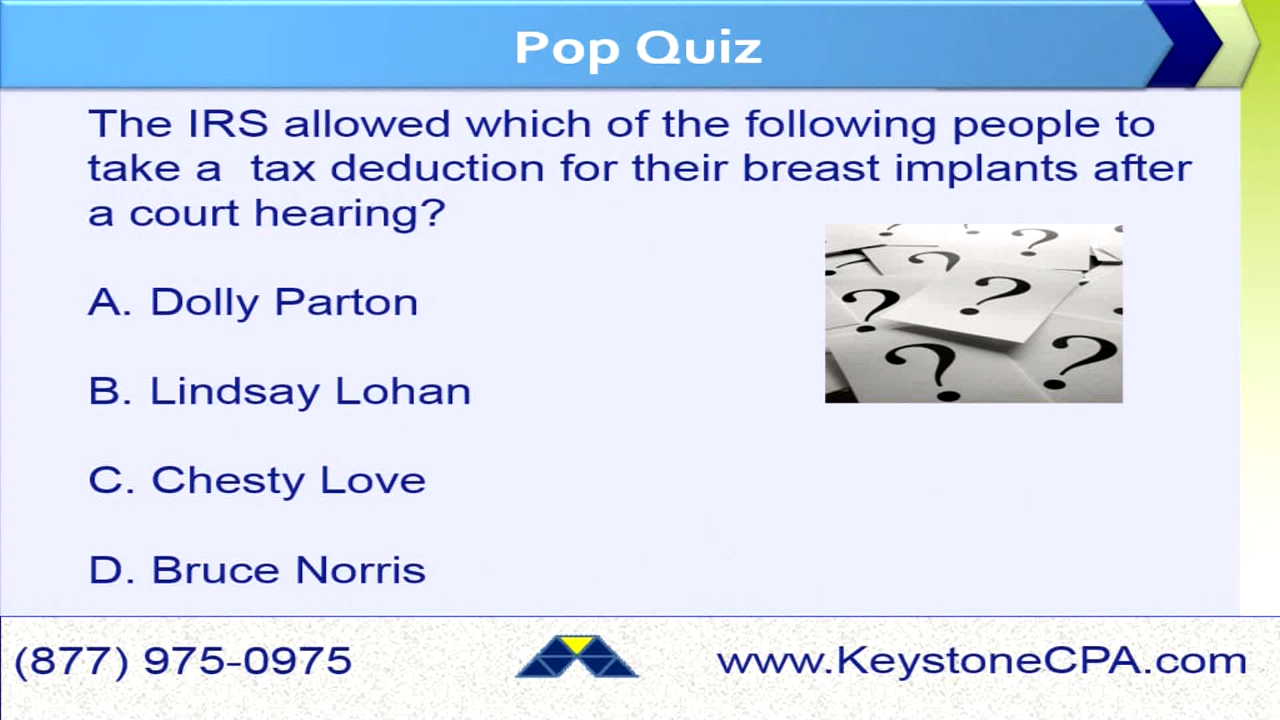 Pop Quiz
The IRS allowed which of the following people to
take a  tax deduction for their breast implants after
a court hearing?
A. Dolly Parton
B. Lindsay Lohan
C. Chesty Love
D. Bruce Norris
(877) 975-0975
www.KeystoneCPA.com